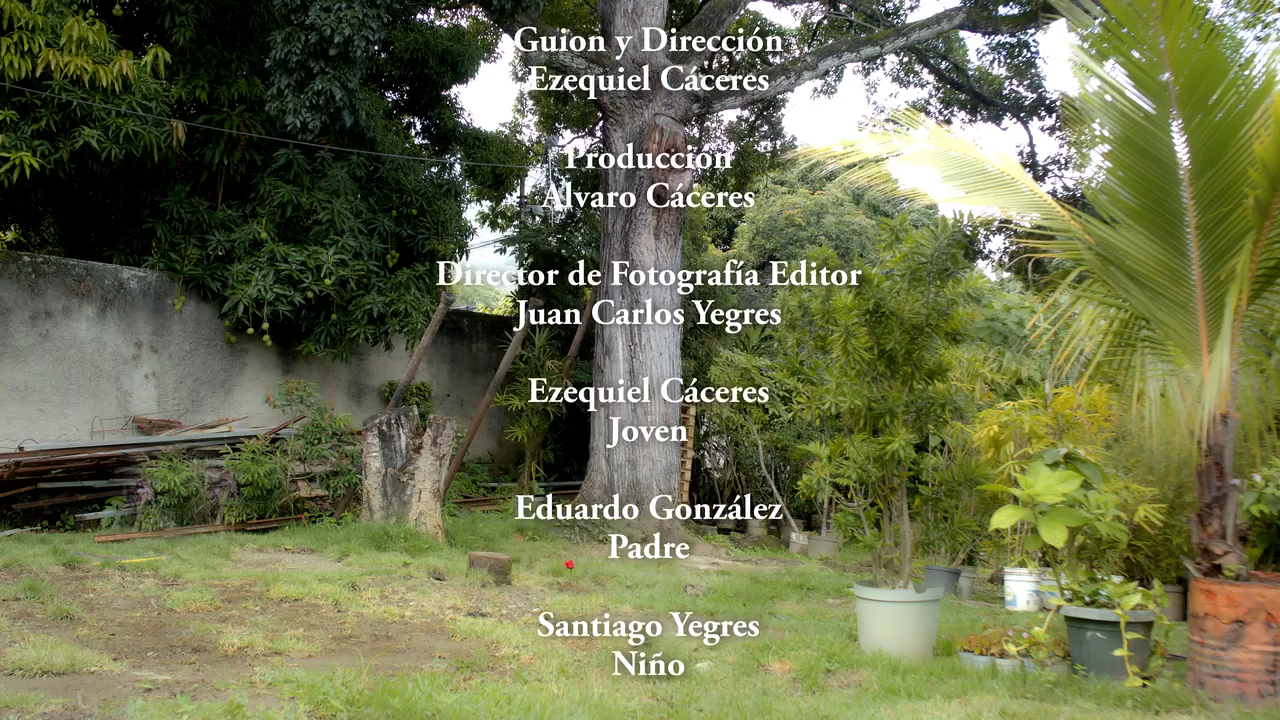 Guion y Dirección
Ezequiel Cáceres
Produccion
Alvaro Cáceres
Director de Fotografía Editor
Juan Carlos Yegres
Ezequiel Cáceres
Joven
Eduardo González
Padre
Santiago Yegres
Niño